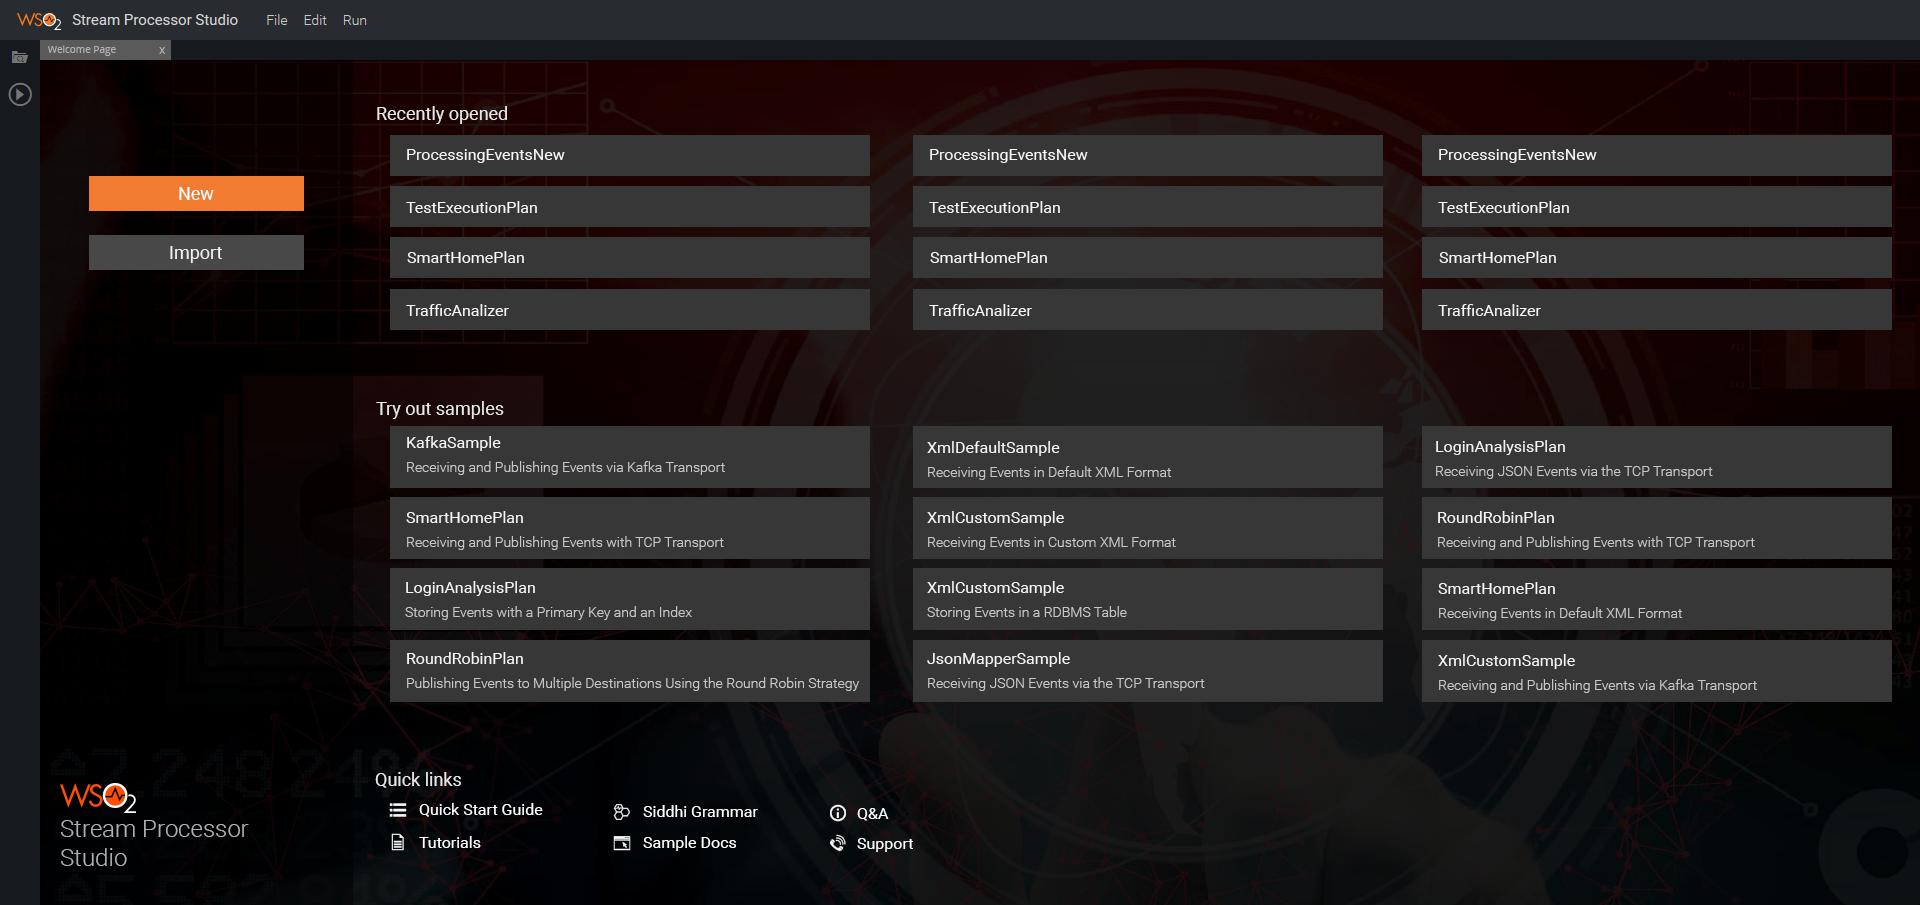 WSO2 Stream Processor Studio File Edit Run
Welcome Page x
Recently opened
New
Import
ProcessingEventsNew
TestExecutionPlan
SmartHomePlan
TrafficAnalizer
ProcessingEventsNew
TestExecutionPlan
SmartHomePlan
TrafficAnalizer
ProcessingEventsNew
TestExecutionPlan
SmartHomePlan
TrafficAnalizer
Try out samples
KafkaSample
Receiving and Publishing Events via Kafka Transport
SmartHomePlan
Receiving and Publishing Events with TCP Transport
LoginAnalysisPlan
Storing Events with a Primary Key and an Index
RoundRobinPlan
Publishing Events to Multiple Destinations Using the Round Robin Strategy
XmlDefaultSample
Receiving Events in Default XML Format
XmlCustomSample
Receiving Events in Custom XML Format
XmlCustomSample
Storing Events in a RDBMS Table
JsonMapperSample
Receiving JSON Events via the TCP Transport
LoginAnalysisPlan
Receiving JSON Events via the TCP Transport
RoundRobinPlan
Receiving and Publishing Events with TCP Transport
SmartHomePlan
Receiving Events in Default XML Format
XmlCustomSample
Receiving and Publishing Events via Kafka Transport
WSO2
Stream Processor
Studio
Quick links
Quick Start Guide
Tutorials
Siddhi Grammar
Sample Docs
Q&A
Support